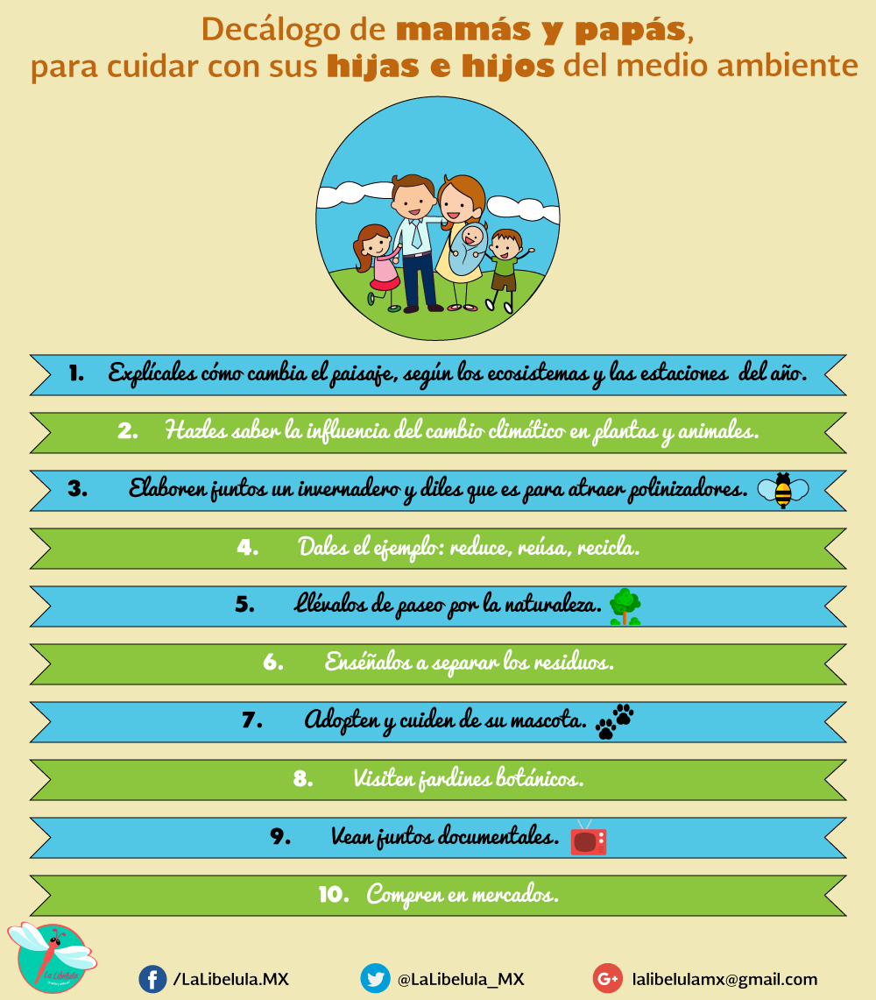 Decálogo de mamás y papás,
para cuidar con sus hijas e hijos del medio ambiente
1. Explícales cómo cambia el paisaje, según los ecosistemas y las estaciones del año.
2. Hazles saber la influencia del cambio climático en plantas y animales.
3. Elaboren juntos un invernadero y diles que es para atraer polinizadores.
4. Dales el ejemplo: reduce, reúsa, recicla.
5. Llévalos de paseo por la naturaleza.
6. Enséñalos a separar los residuos.
7. Adopten y cuiden de su mascota.
8. Visiten jardines botánicos.
9. Vean juntos documentales.
10. Compren en mercados.
La Libélula
/LaLibelula.MX
@LaLibelula_MX
lalibelulamx@gmail.com